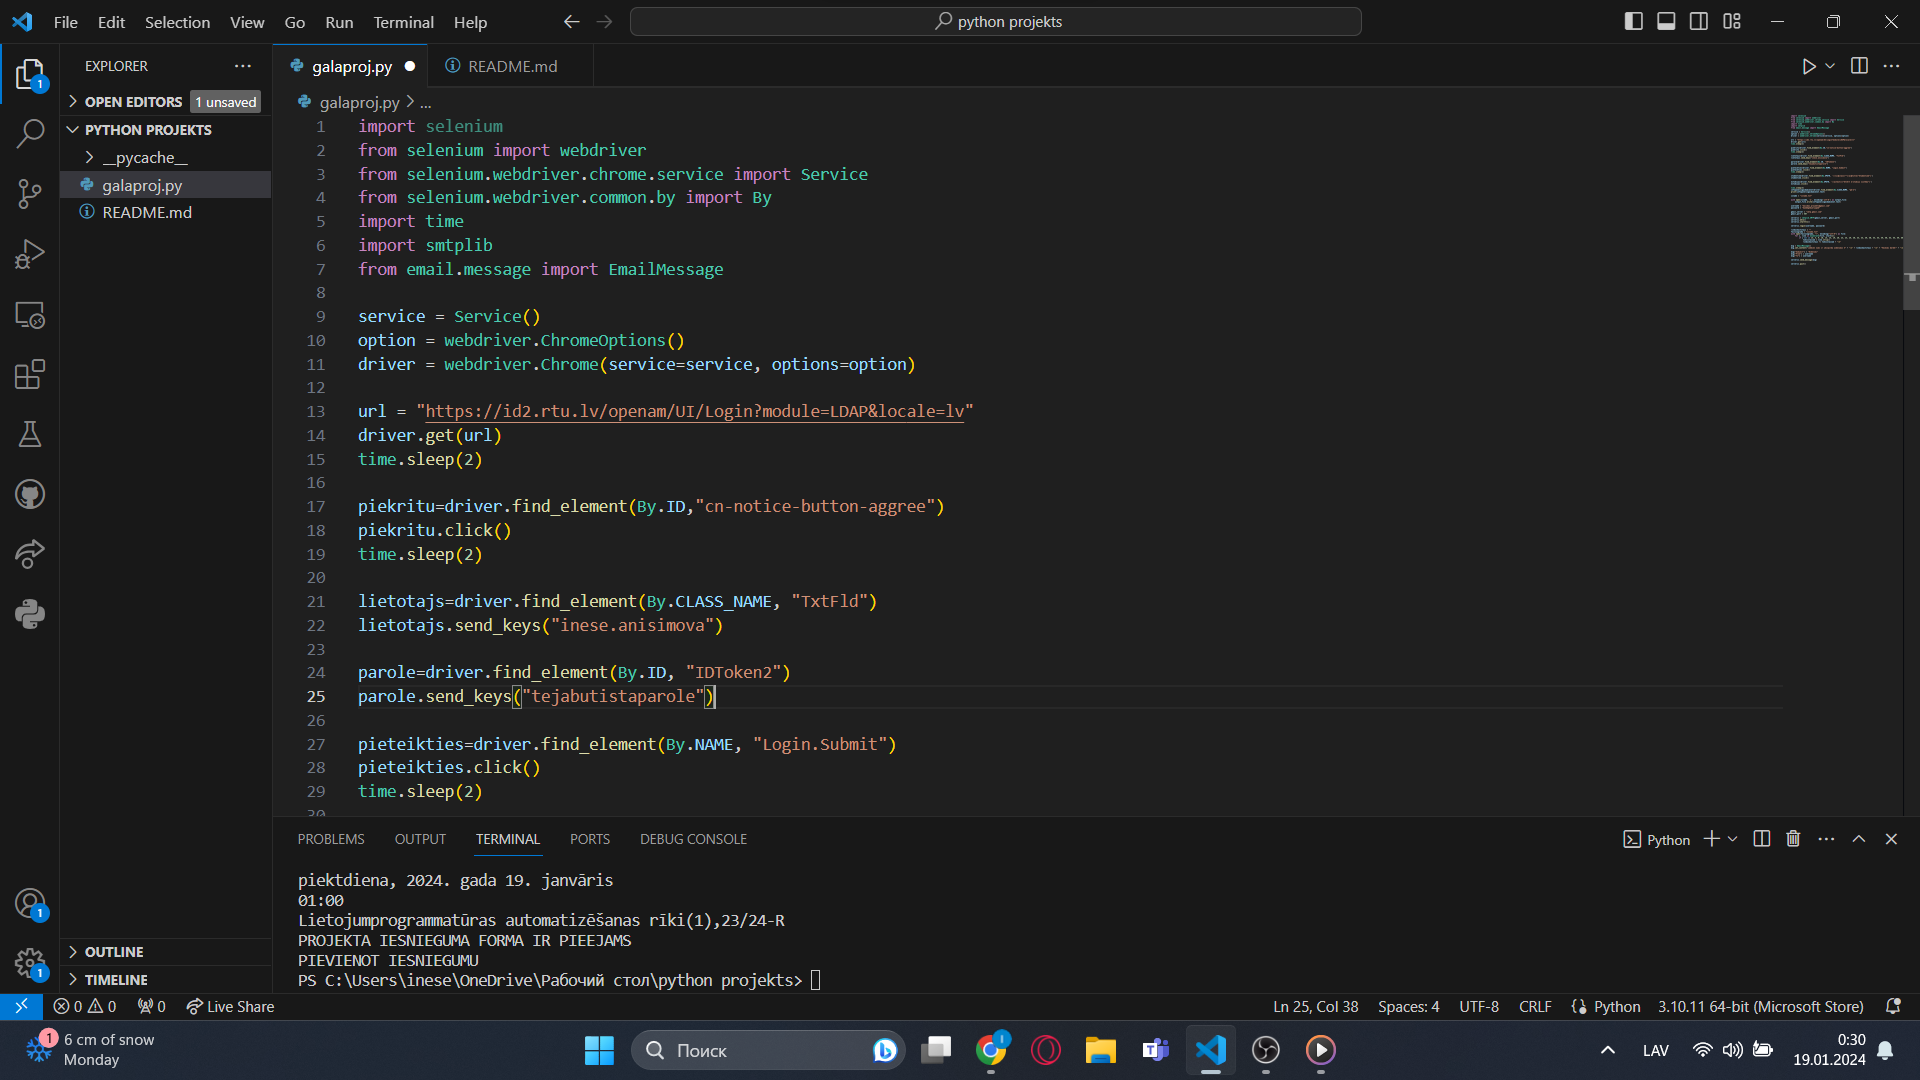 File Edit Selection View Go Run Terminal Help
python projekts
EXPLORER
1
OPEN EDITORS 1 unsaved
PYTHON PROJEKTS
__pycache__
galaproj.py
README.md
OUTLINE
TIMELINE
1
1
galaproj.py
README.md
galaproj.py > ...
1 import selenium
2 from selenium import webdriver
3 from selenium.webdriver.chrome.service import Service
4 from selenium.webdriver.common.by import By
5 import time
6 import smtplib
7 from email.message import EmailMessage
8
9 service = Service()
10 option = webdriver.ChromeOptions()
11 driver = webdriver.Chrome(service=service, options=option)
12
13 url = "https://id2.rtu.lv/openam/UI/Login?module=LDAP&locale=lv"
14 driver.get(url)
15 time.sleep(2)
16
17 piekritu=driver.find_element(By.ID,"cn-notice-button-aggree")
18 piekritu.click()
19 time.sleep(2)
20
21 lietotajs=driver.find_element(By.CLASS_NAME, "TxtFld")
22 lietotajs.send_keys("inese.anisimova")
23
24 parole=driver.find_element(By.ID, "IDToken2")
25 parole.send_keys("tejabutistaparole")
26
27 pieteikties=driver.find_element(By.NAME, "Login.Submit")
28 pieteikties.click()
29 time.sleep(2)
30
PROBLEMS OUTPUT TERMINAL PORTS DEBUG CONSOLE
Python
piektdiena, 2024. gada 19. janvāris
01:00
Lietojumprogrammatūras automatizēšanas rīki(1),23/24-R
PROJEKTA IESNIEGUMA FORMA IR PIEEJAMS
PIEVIENOT IESNIEGUMU
PS C:\Users\inese\OneDrive\Рабочий стол\python projekts>
0 0 0 Live Share
Ln 25, Col 38 Spaces: 4 UTF-8 CRLF Python 3.10.11 64-bit (Microsoft Store)
1
6 cm of snow
Monday
Поиск
LAV
0:30
19.01.2024